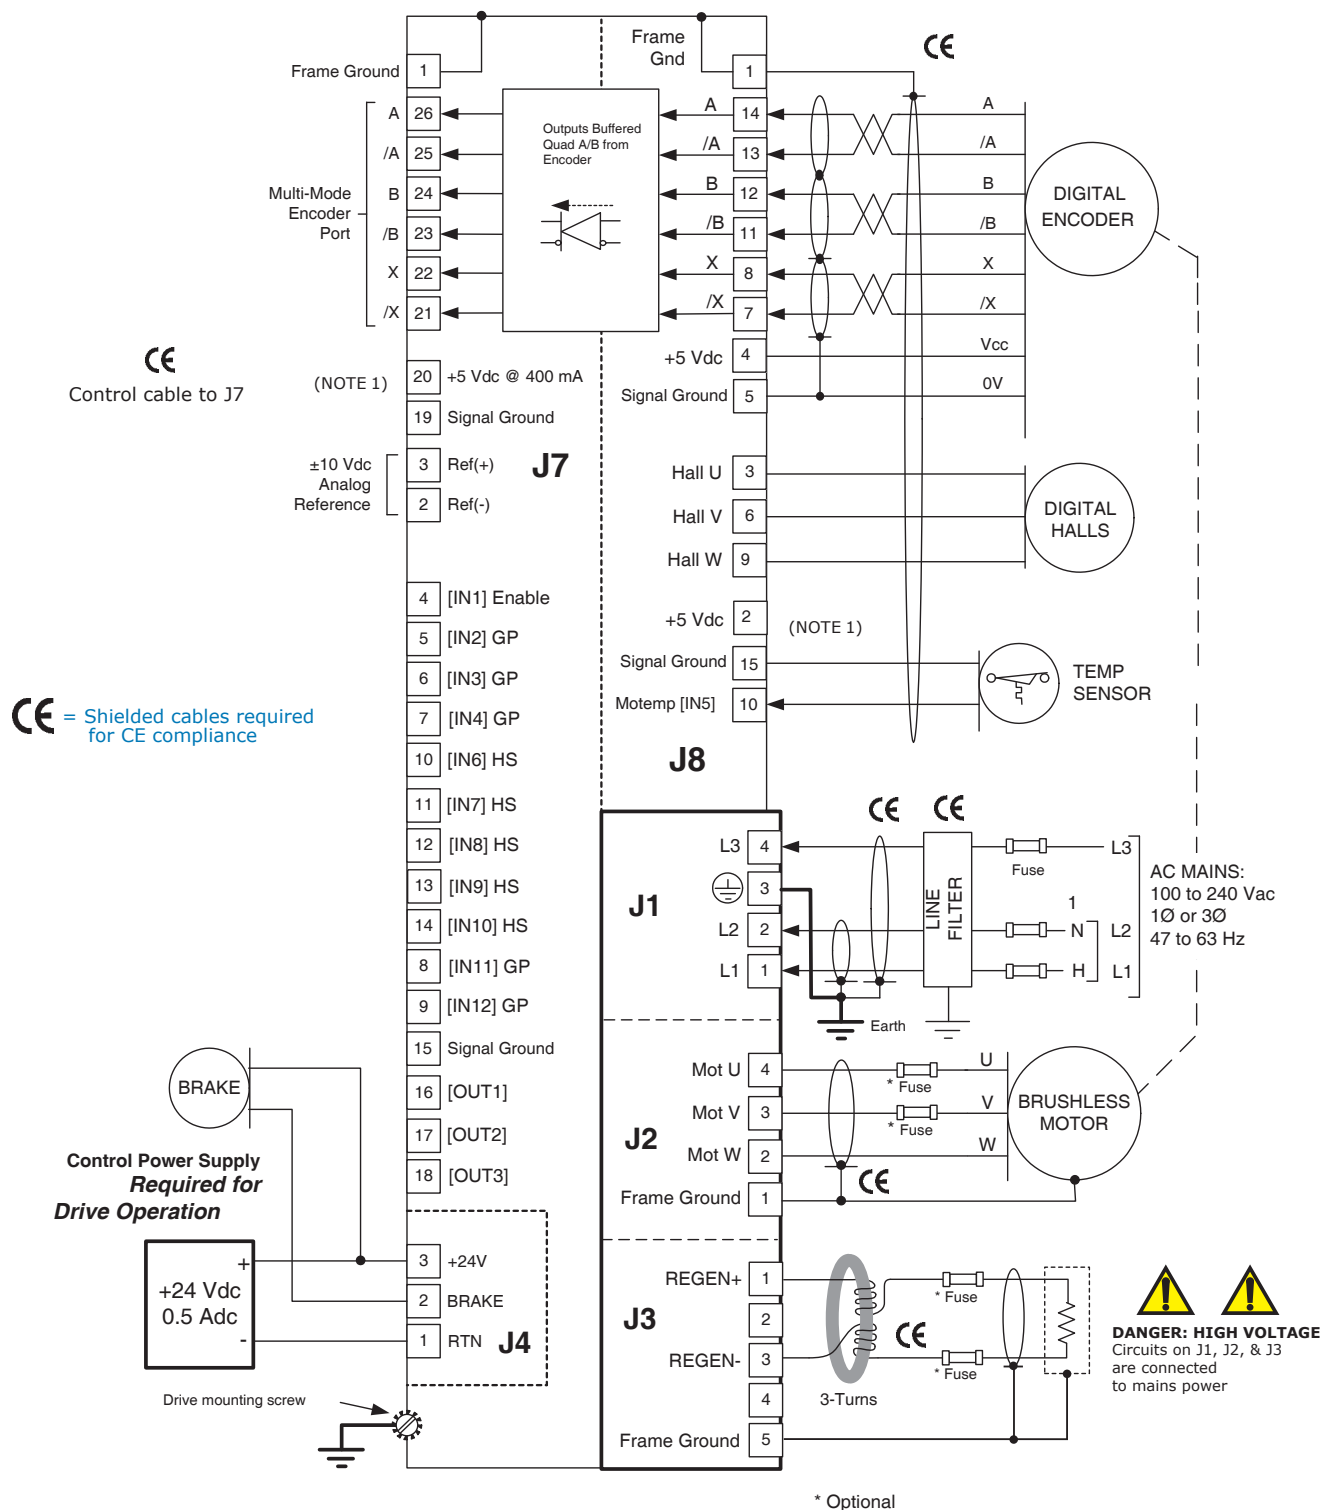 Frame Ground
1
Frame
Gnd
1
CE
A
26
/A
25
B
24
/B
23
X
22
/X
21
Multi-Mode
Encoder
Port
Outputs Buffered
Quad A/B from
Encoder
A
14
A
/A
13
/A
B
12
B
/B
11
/B
X
8
X
/X
7
/X
+5 Vdc
4
Vcc
Signal Ground
5
0V
DIGITAL
ENCODER
CE
Control cable to J7
(NOTE 1)
20
+5 Vdc @ 400 mA
19
Signal Ground
±10 Vdc
Analog
Reference
3
Ref(+)
2
Ref(-)
J7
Hall U
3
Hall V
6
Hall W
9
DIGITAL
HALLS
+5 Vdc
2
(NOTE 1)
Signal Ground
15
Motemp [IN5]
10
TEMP
SENSOR
J8
4
[IN1] Enable
5
[IN2] GP
6
[IN3] GP
7
[IN4] GP
10
[IN6] HS
11
[IN7] HS
12
[IN8] HS
13
[IN9] HS
14
[IN10] HS
8
[IN11] GP
9
[IN12] GP
15
Signal Ground
16
[OUT1]
17
[OUT2]
18
[OUT3]
CE = Shielded cables required
for CE compliance
J1
L3
4
3
L2
2
L1
1
CE
CE
LINE
FILTER
Fuse
L3
1
N
L2
H
L1
AC MAINS:
100 to 240 Vac
1Ø or 3Ø
47 to 63 Hz
Earth
J2
Mot U
4
* Fuse
U
Mot V
3
* Fuse
V
Mot W
2
W
Frame Ground
1
CE
BRUSHLESS
MOTOR
BRAKE
Control Power Supply
Required for
Drive Operation
+
+24 Vdc
0.5 Adc
-
3
+24V
2
BRAKE
1
RTN
J4
Drive mounting screw
J3
REGEN+
1
2
REGEN-
3
4
Frame Ground
5
3-Turns
CE
* Fuse
* Fuse
DANGER: HIGH VOLTAGE
Circuits on J1, J2, & J3
are connected
to mains power
* Optional